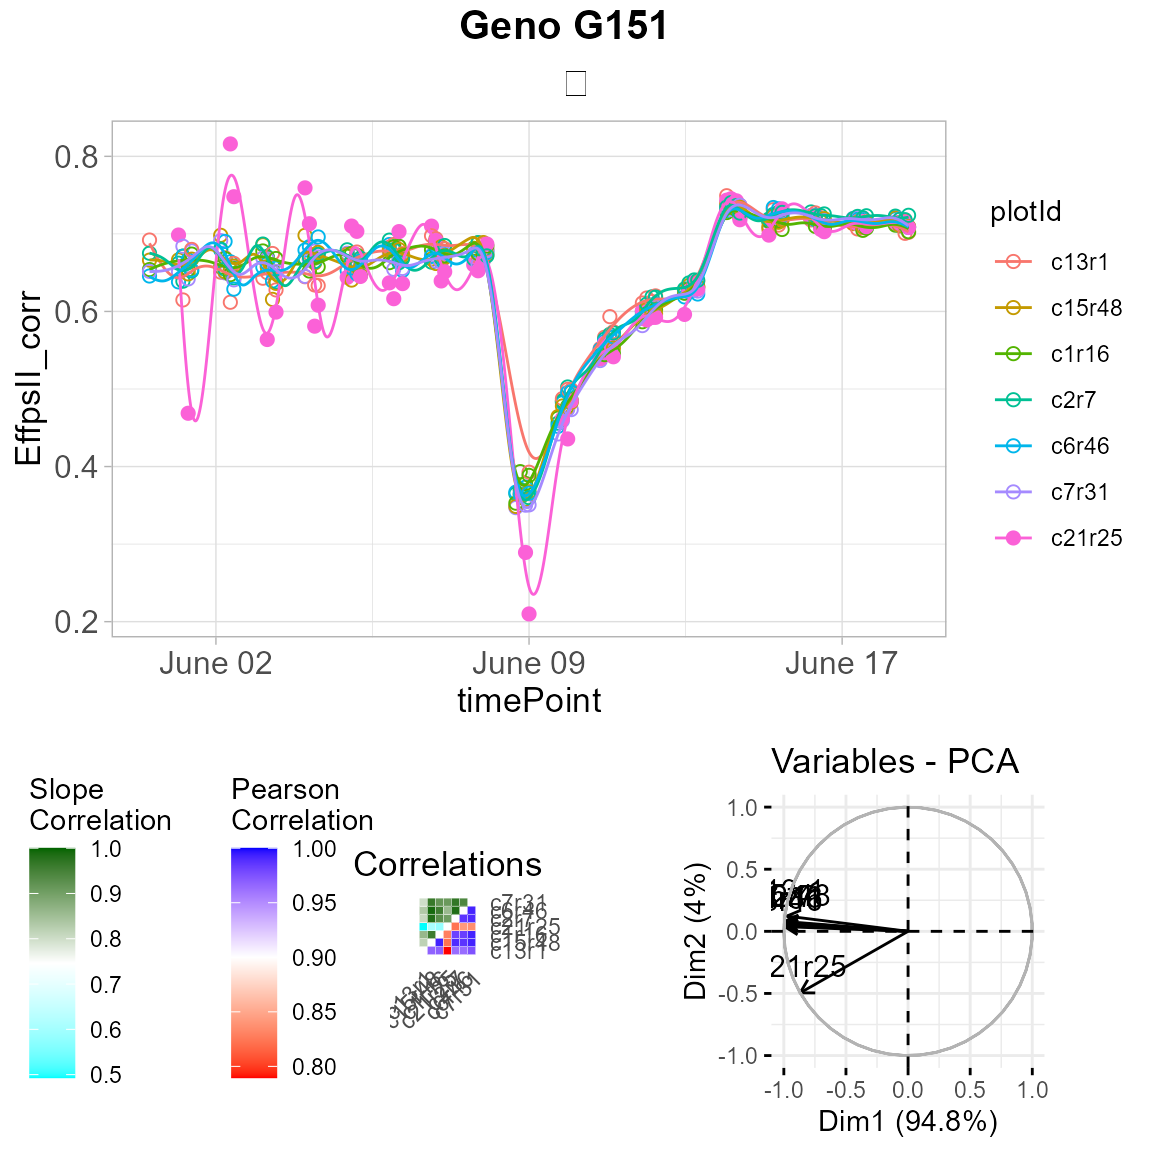 Geno G151
EffpsII_corr
0.8
0.6
0.4
0.2
June 02
June 09
June 17
timePoint
plotId
c13r1
c15r48
c1r16
c2r7
c6r46
c7r31
c21r25
Slope
Correlation
1.0
0.9
0.8
0.7
0.6
0.5
Pearson
Correlation
1.00
0.95
0.90
0.85
0.80
Correlations
c7r31
c6r46
c15r48
c13r1
Variables - PCA
Dim2 (4%)
1.0
0.5
0.0
-0.5
-1.0
21r25
-1.0
-0.5
0.0
0.5
1.0
Dim1 (94.8%)